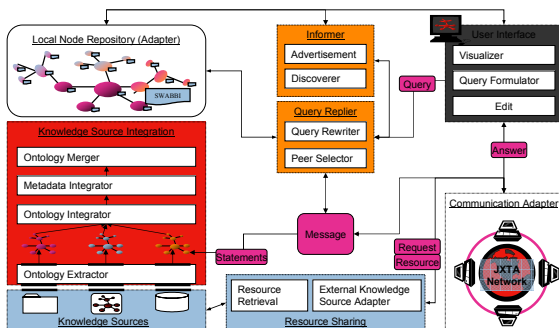 Local Node Repository (Adapter)
SWABBI
Informer
Advertisement
Discoverer
User Interface
Visualizer
Query Formulator
Edit
Query
Query Replier
Query Rewriter
Peer Selector
Knowledge Source Integration
Ontology Merger
Metadata Integrator
Ontology Integrator
Ontology Extractor
Knowledge Sources
Answer
Message
Statements
Request
Resource
Communication Adapter
JXTA
Network
Resource
Retrieval
External Knowledge
Source Adapter
Resource Sharing